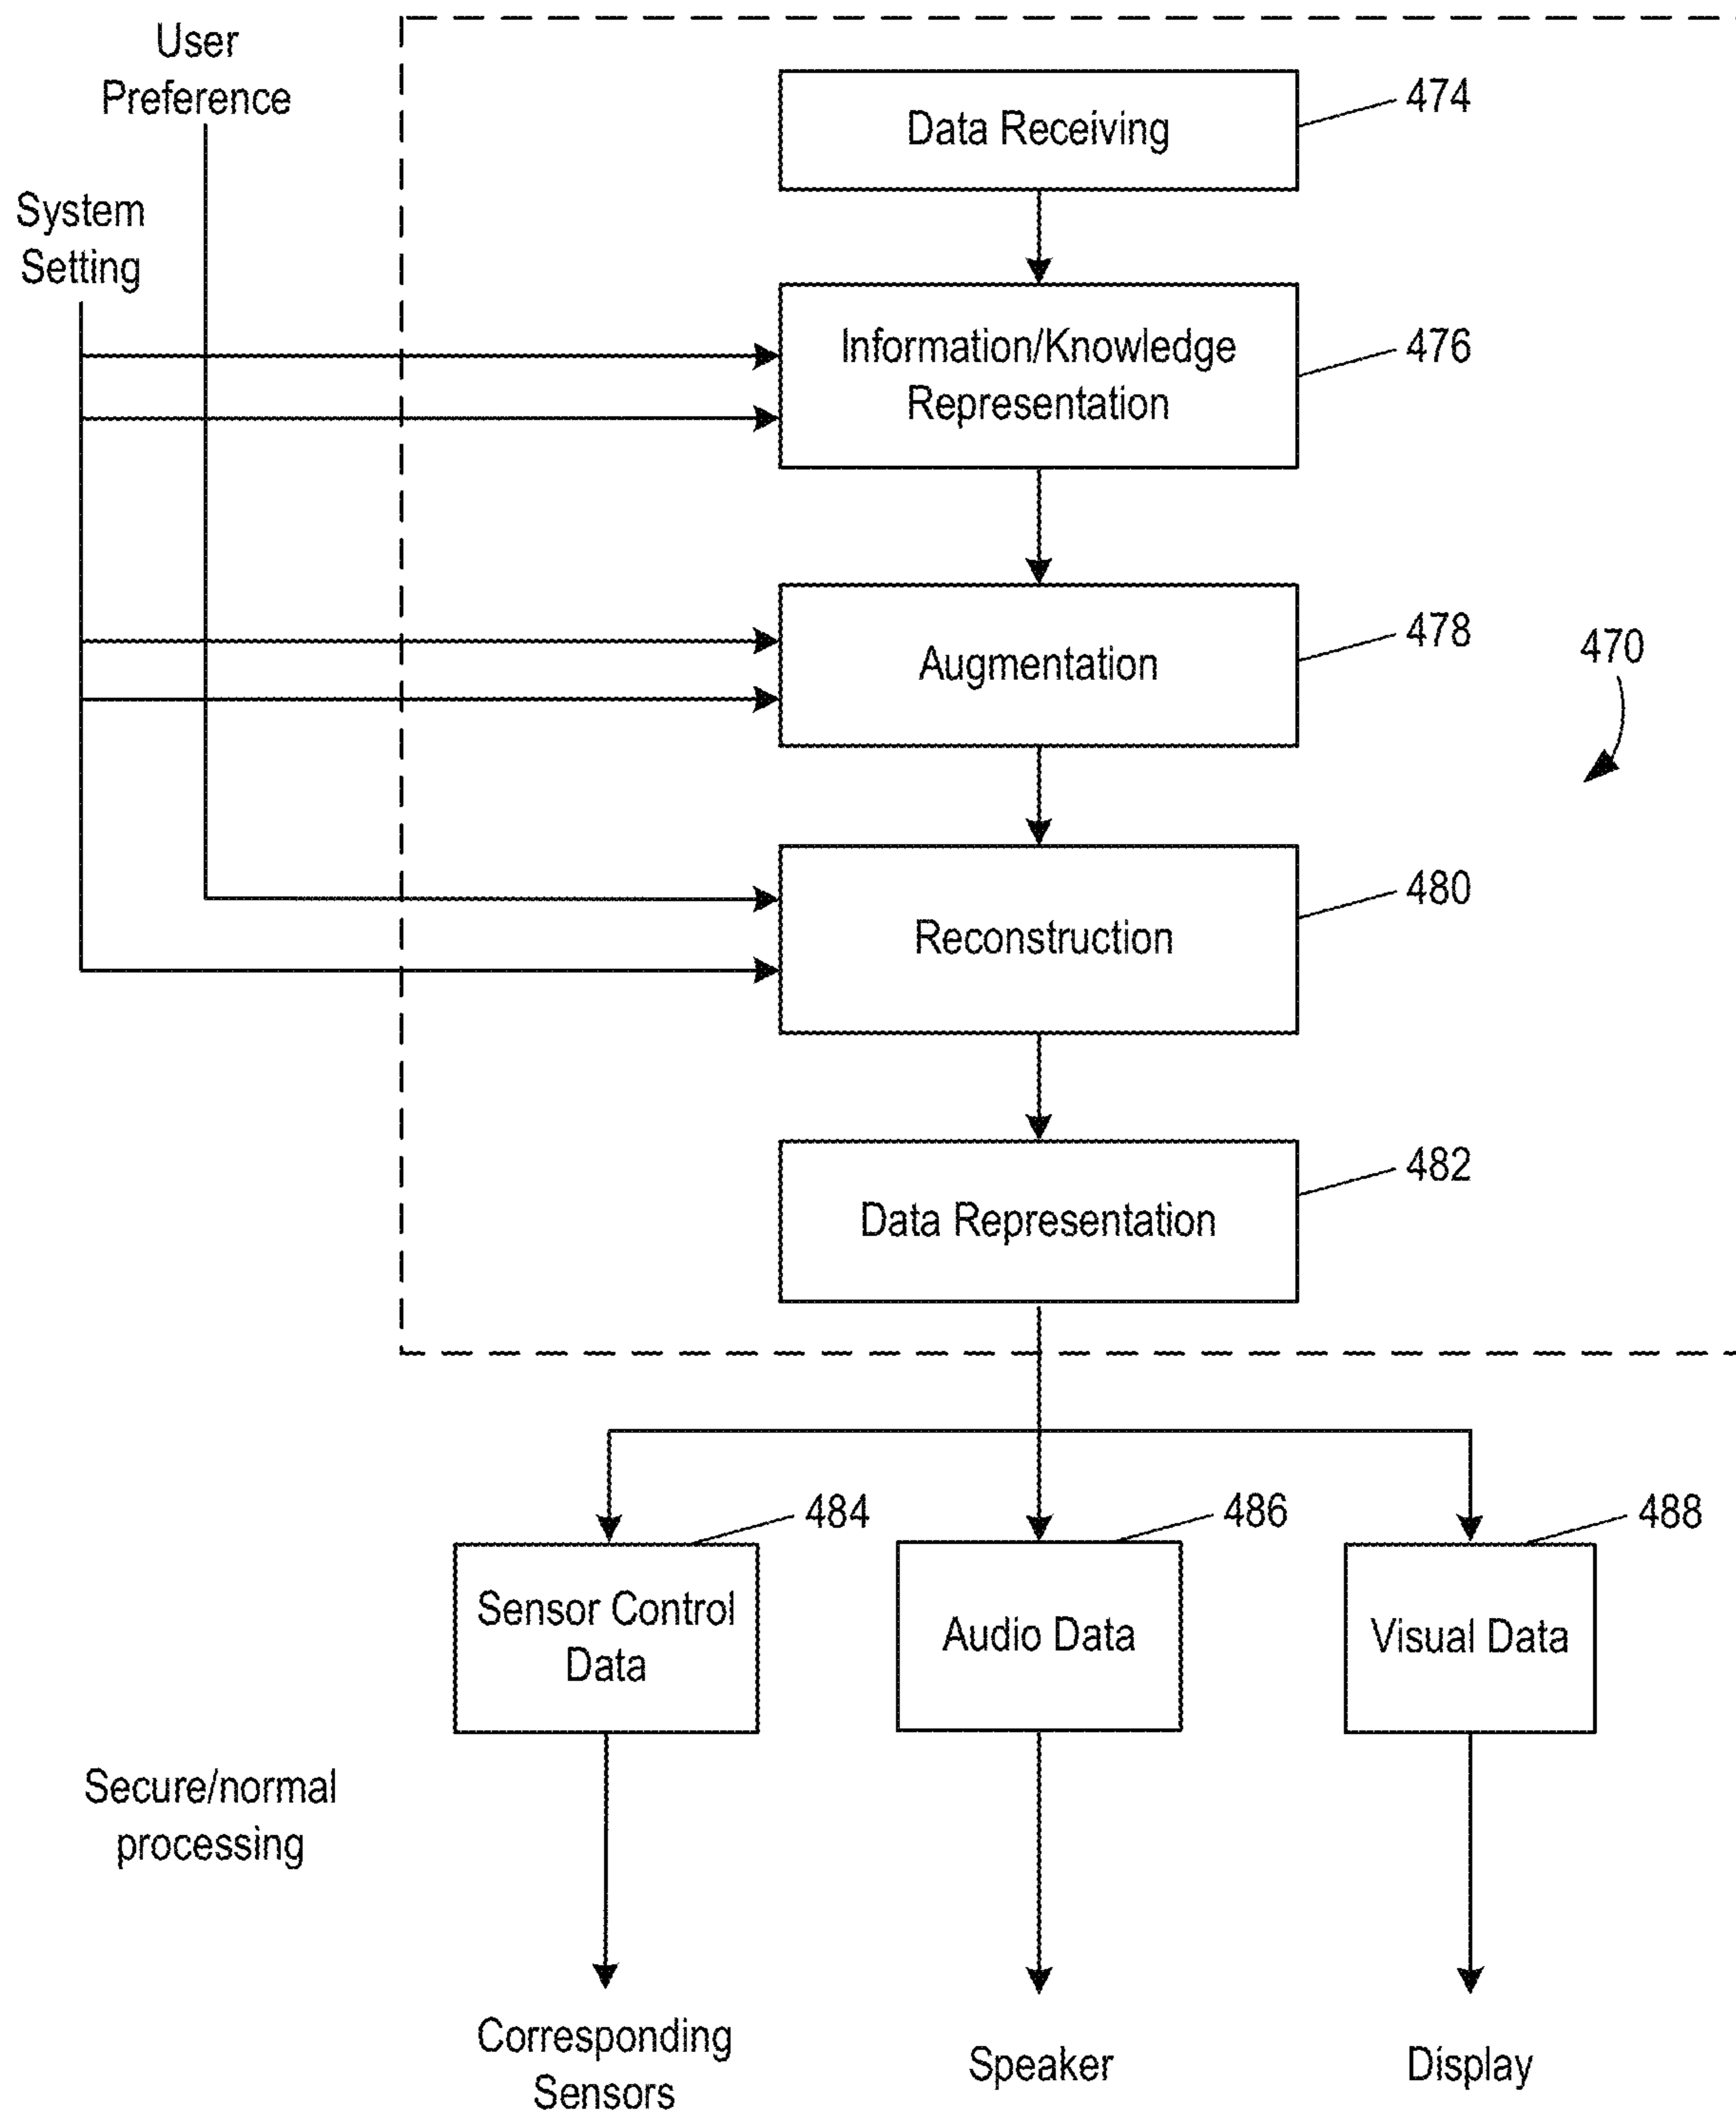 User
Preference
System
Setting
Data Receiving
474
Information/Knowledge
Representation
476
Augmentation
478
470
Reconstruction
480
Data Representation
482
484
486
488
Sensor Control
Data
Audio Data
Visual Data
Secure/normal
processing
Corresponding
Sensors
Speaker
Display